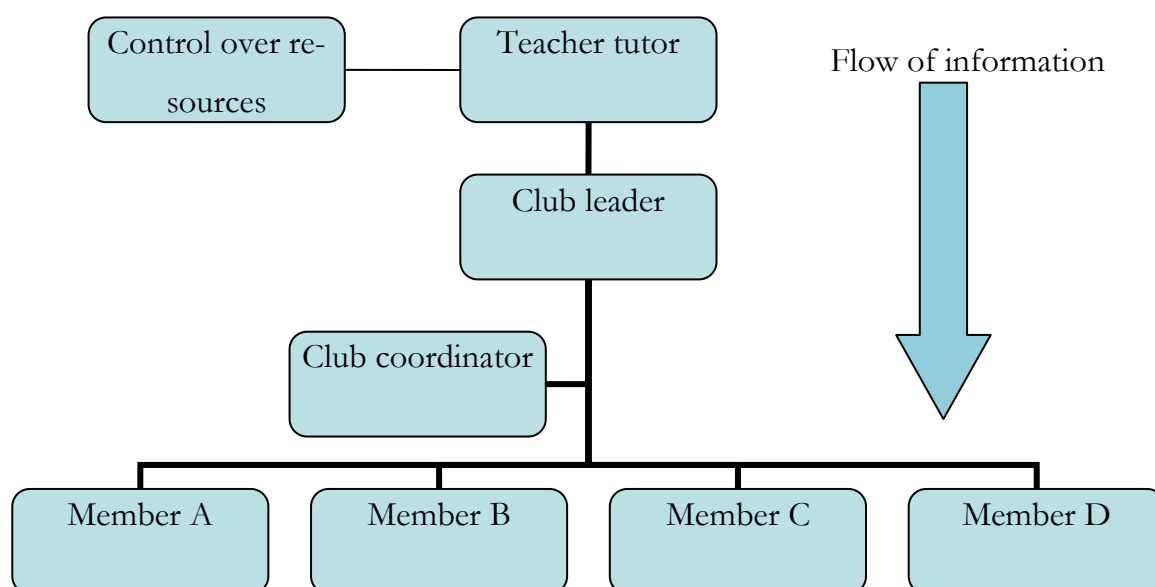 Control over re-
sources
Teacher tutor
Flow of information
Club leader
Club coordinator
Member A
Member B
Member C
Member D